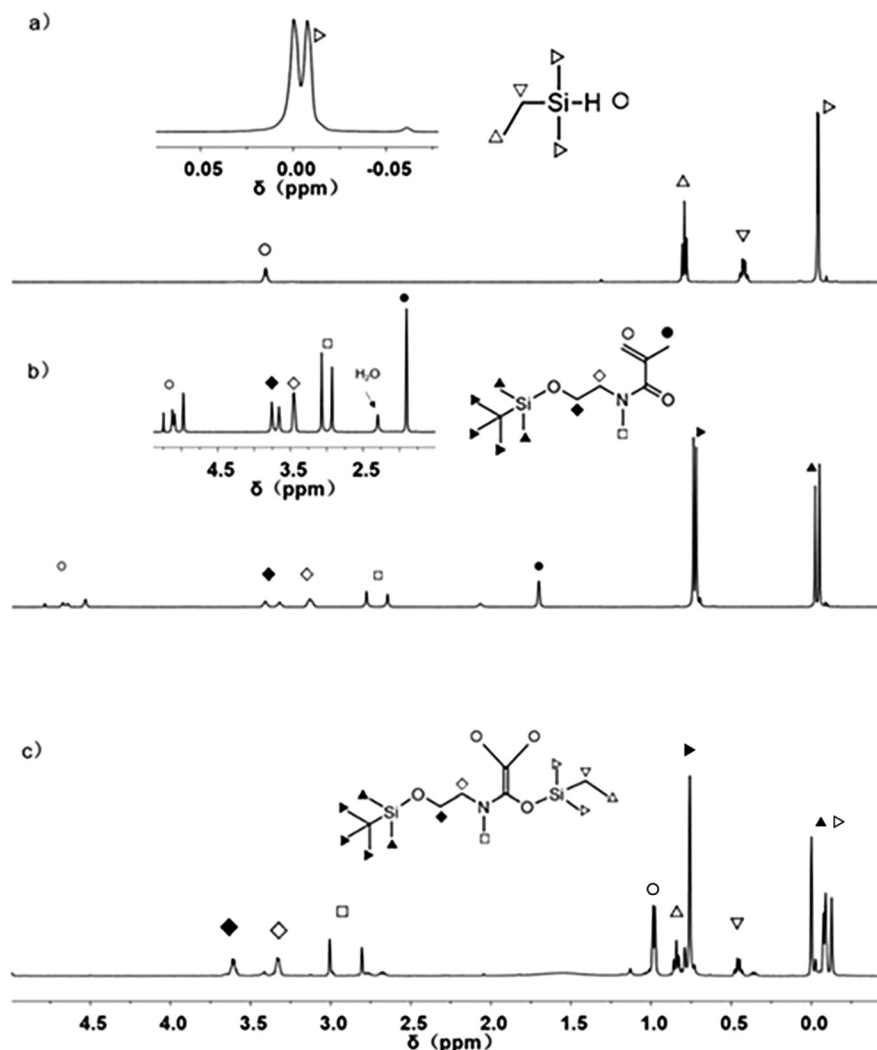 a)
Si-H
0.05 0.00 -0.05
δ (ppm)
b)
H₂O
O
Si O N
O
4.5 3.5 2.5
δ (ppm)
c)
Si O N O Si
4.5 4.0 3.5 3.0 2.5 2.0 1.5 1.0 0.5 0.0
δ (ppm)